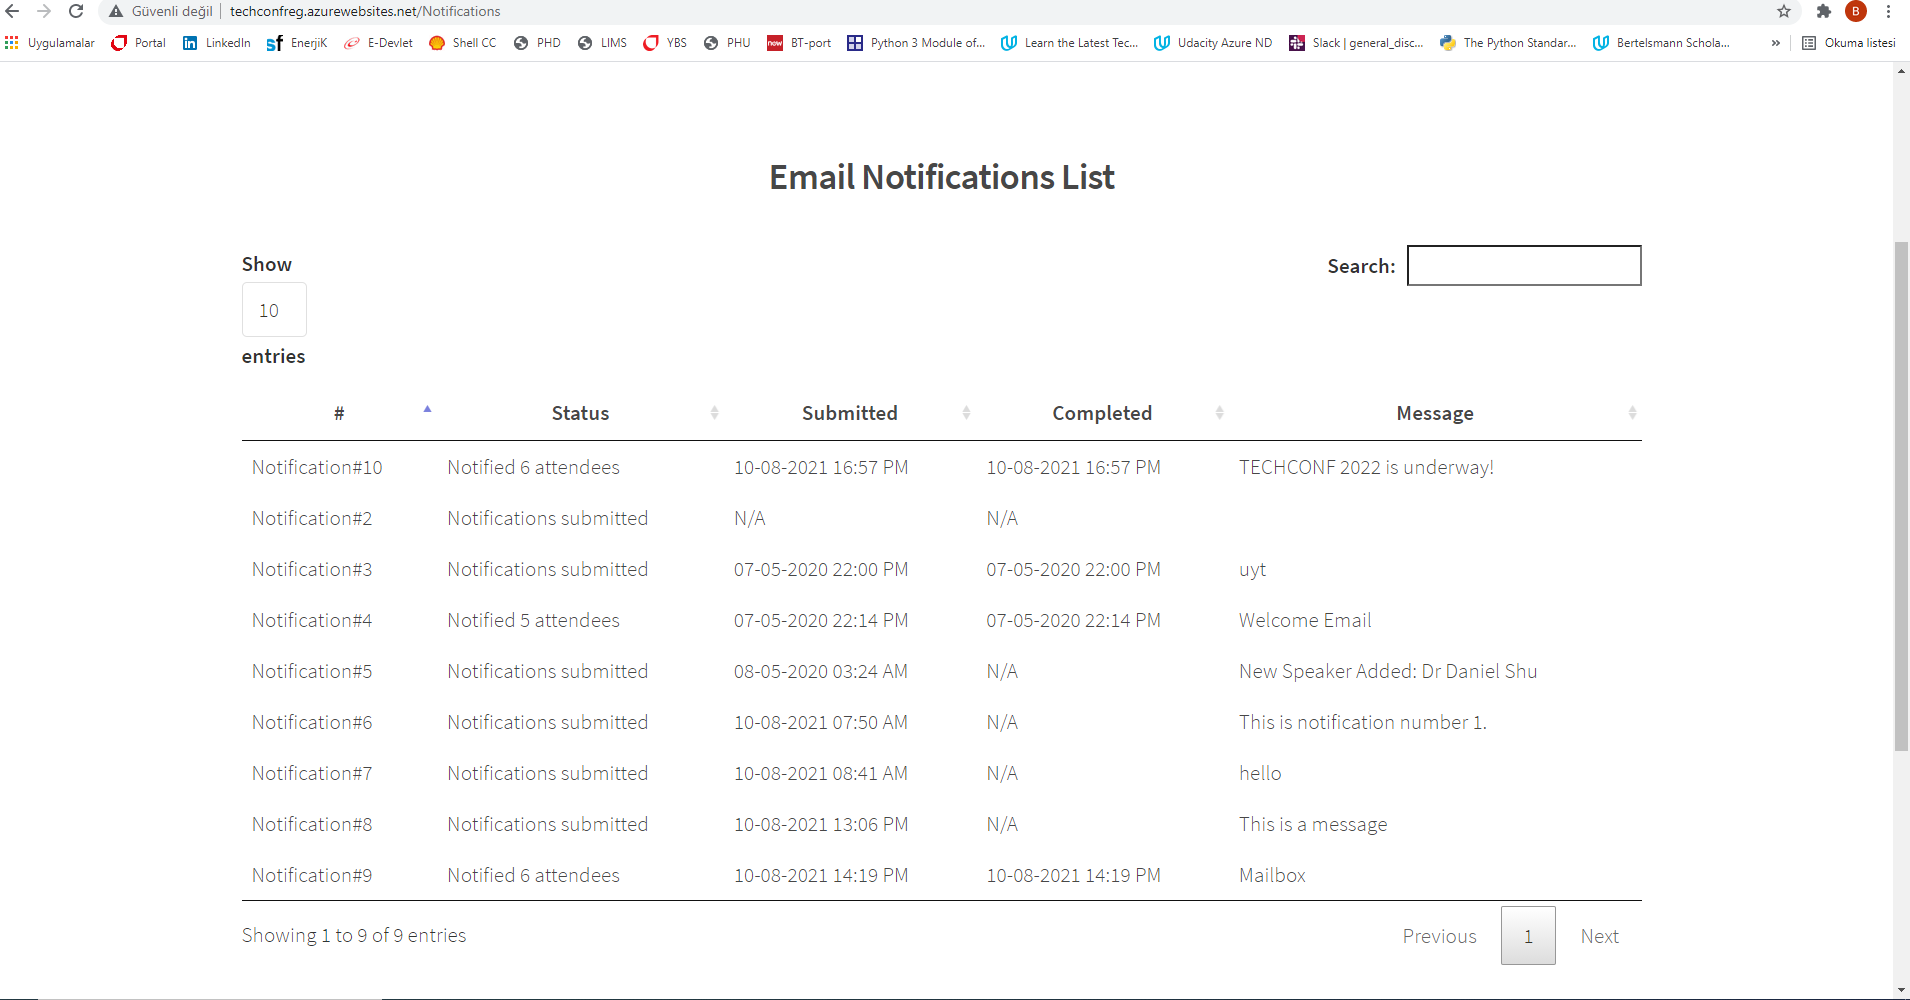 Güvenli değil techconfreg.azurewebsites.net/Notifications B
Uygulamalar Portal LinkedIn EnerjiK E-Devlet Shell CC PHD LIMS YBS PHU now BT-port Python 3 Module of... Learn the Latest Tec... Udacity Azure ND Slack | general_disc... The Python Standar... Bertelsmann Schola... » Okuma listesi
Email Notifications List
Show
10
entries
Search:
# Status Submitted Completed Message
Notification#10 Notified 6 attendees 10-08-2021 16:57 PM 10-08-2021 16:57 PM TECHCONF 2022 is underway!
Notification#2 Notifications submitted N/A N/A
Notification#3 Notifications submitted 07-05-2020 22:00 PM 07-05-2020 22:00 PM uyt
Notification#4 Notified 5 attendees 07-05-2020 22:14 PM 07-05-2020 22:14 PM Welcome Email
Notification#5 Notifications submitted 08-05-2020 03:24 AM N/A New Speaker Added: Dr Daniel Shu
Notification#6 Notifications submitted 10-08-2021 07:50 AM N/A This is notification number 1.
Notification#7 Notifications submitted 10-08-2021 08:41 AM N/A hello
Notification#8 Notifications submitted 10-08-2021 13:06 PM N/A This is a message
Notification#9 Notified 6 attendees 10-08-2021 14:19 PM 10-08-2021 14:19 PM Mailbox
Showing 1 to 9 of 9 entries
Previous 1 Next